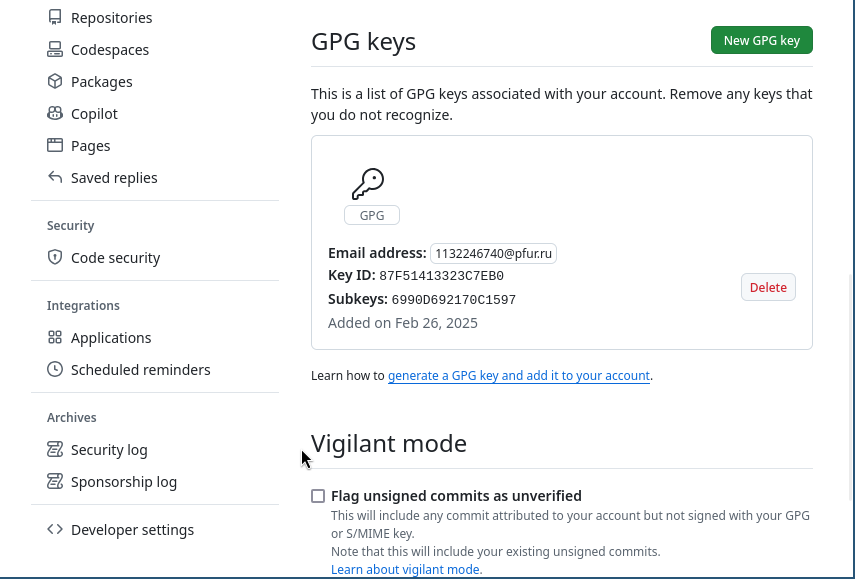 Repositories
Codespaces
Packages
Copilot
Pages
Saved replies
Security
Code security
Integrations
Applications
Scheduled reminders
Archives
Security log
Sponsorship log
Developer settings
GPG keys
New GPG key
This is a list of GPG keys associated with your account. Remove any keys that
you do not recognize.
GPG
Email address: 1132246740@pfur.ru
Key ID: 87F51413323C7EB0
Subkeys: 6990D692170C1597
Added on Feb 26, 2025
Delete
Learn how to generate a GPG key and add it to your account.
Vigilant mode
Flag unsigned commits as unverified
This will include any commit attributed to your account but not signed with your GPG
or S/MIME key.
Note that this will include your existing unsigned commits.
Learn about vigilant mode.